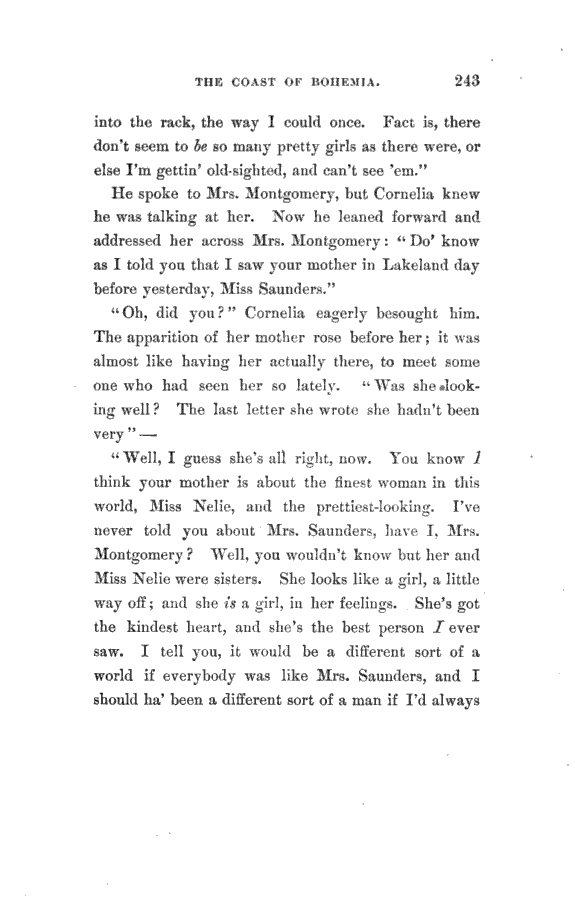 THE COAST OF BOHEMIA. 243
into the rack, the way I could once. Fact is, there
don't seem to be so many pretty girls as there were, or
else I'm gettin' old-sighted, and can't see 'em."
He spoke to Mrs. Montgomery, but Cornelia knew
he was talking at her. Now he leaned forward and
addressed her across Mrs. Montgomery: "Do' know
as I told you that I saw your mother in Lakeland day
before yesterday, Miss Saunders."
"Oh, did you?" Cornelia eagerly besought him.
The apparition of her mother rose before her; it was
almost like having her actually there, to meet some
one who had seen her so lately. "Was she look-
ing well? The last letter she wrote she hadn't been
very"—
"Well, I guess she's all right, now. You know I
think your mother is about the finest woman in this
world, Miss Nelie, and the prettiest-looking. I've
never told you about Mrs. Saunders, have I, Mrs.
Montgomery? Well, you wouldn't know but her and
Miss Nelie were sisters. She looks like a girl, a little
way off; and she is a girl, in her feelings. She's got
the kindest heart, and she's the best person I ever
saw. I tell you, it would be a different sort of a
world if everybody was like Mrs. Saunders, and I
should ha' been a different sort of a man if I'd always